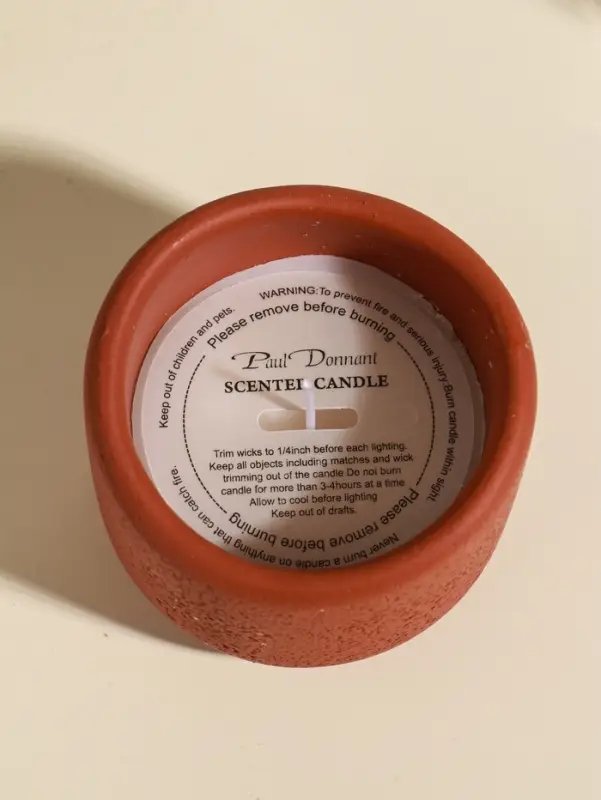 WARNING:To prevent fire and serious injury.Burn candle within sight.
Never burn a candle on anything that can catch fire.
Keep out of children and pets.
Please remove before burning
Paul Donnant
SCENTED CANDLE
Trim wicks to 1/4inch before each lighting.
Keep all objects including matches and wick
trimming out of the candle.Do not burn
candle for more than 3-4hours at a time
Allow to cool before lighting
Keep out of drafts.
Please remove before burning